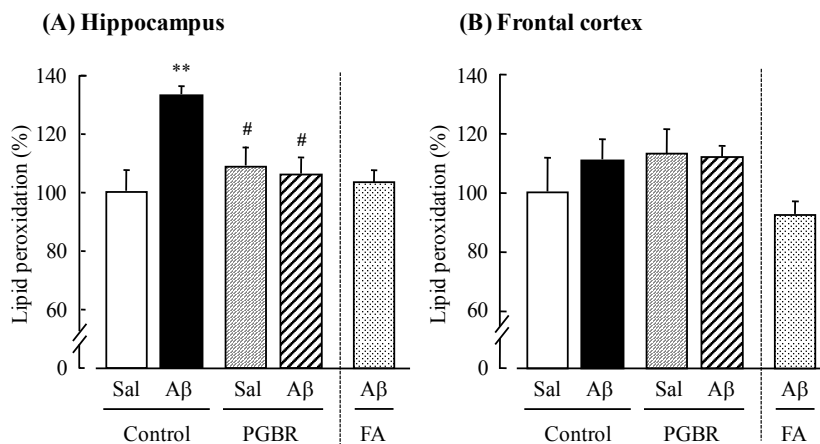 (A) Hippocampus
Lipid peroxidation (%)
140
120
100
80
60
0
**
#
#
Sal
Aβ
Sal
Aβ
Aβ
Control
PGBR
FA
(B) Frontal cortex
Lipid peroxidation (%)
140
120
100
80
60
0
Sal
Aβ
Sal
Aβ
Aβ
Control
PGBR
FA